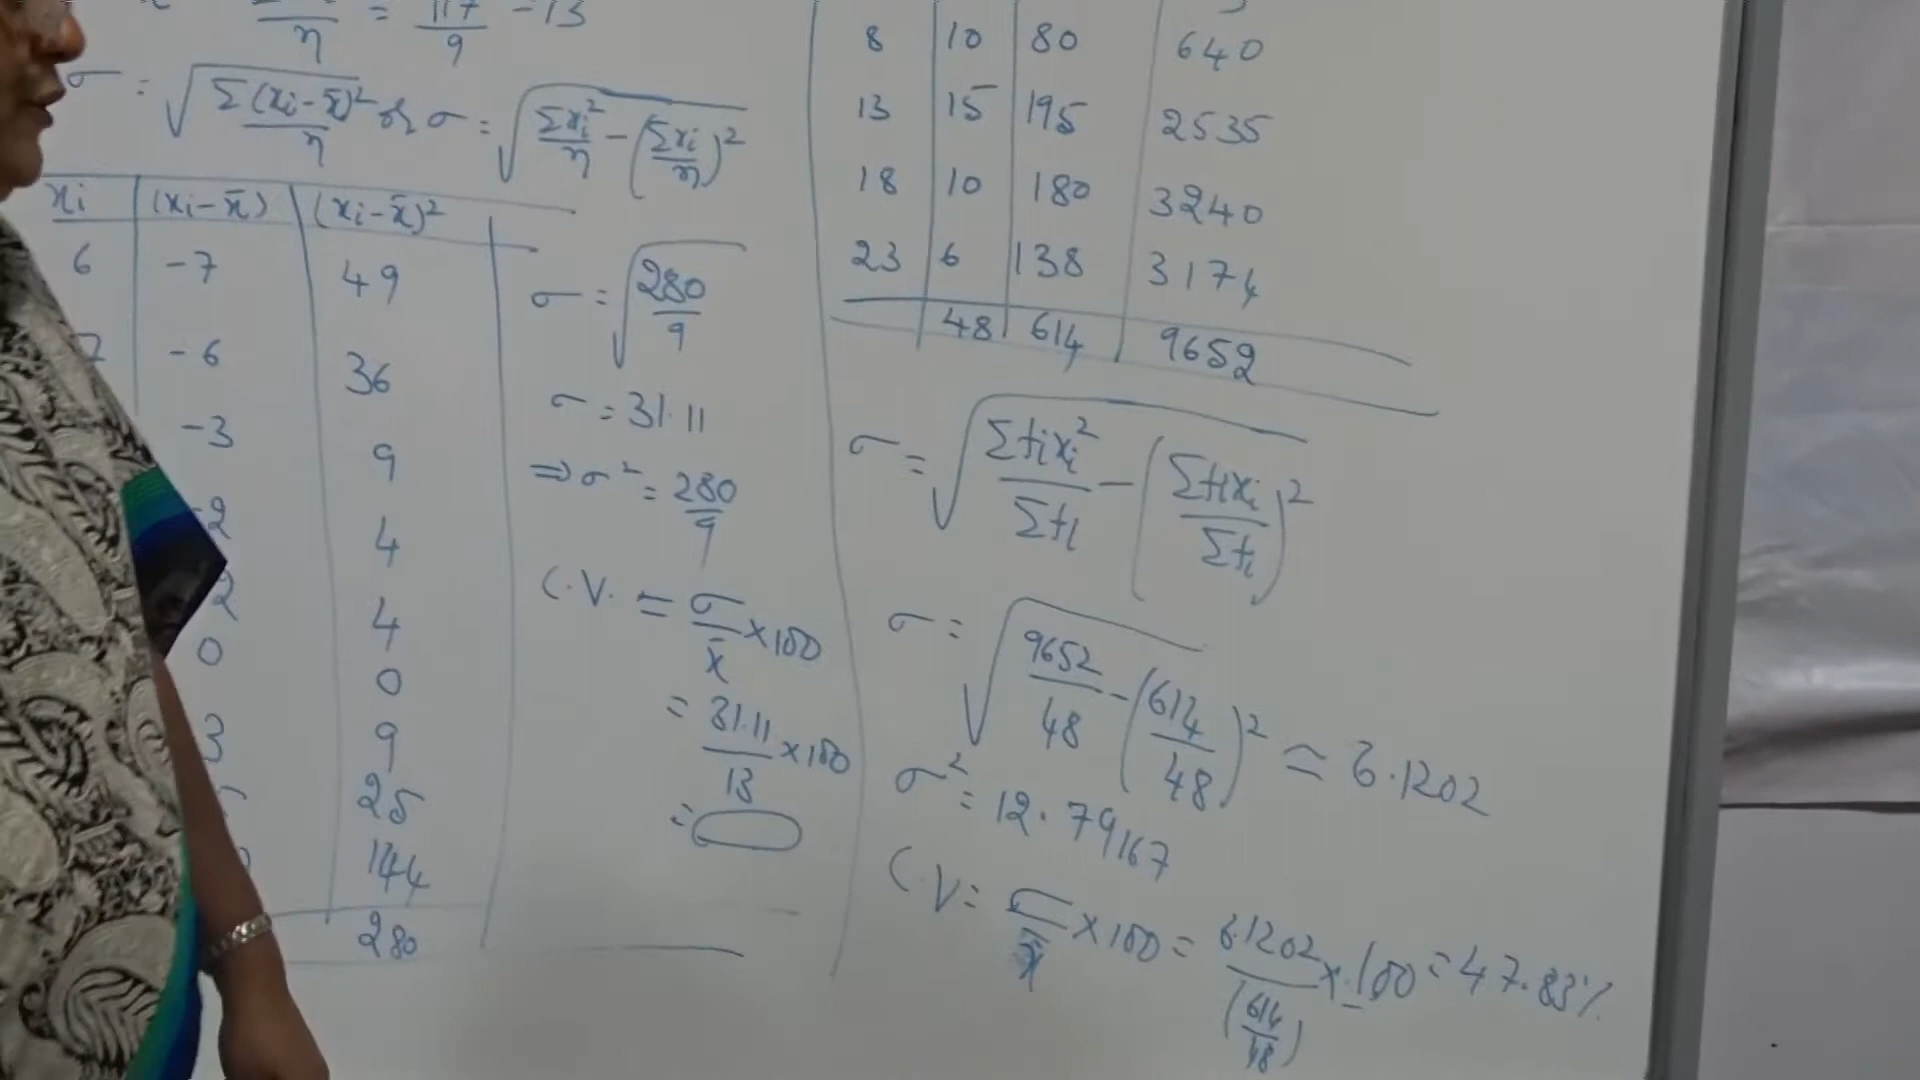 η = 117/9 = 13
σ = √(Σ(xi - x̄)²/η) or σ = √(Σxi²/η - (Σxi/η)²)
xi | (xi - x̄) | (xi - x̄)²
6 | -7 | 49
7 | -6 | 36
-3 | 9
-2 | 4
2 | 4
0 | 0
3 | 9
25
144
280
σ = √(280/9)
σ = 31.11
⇒ σ² = 280/9
C.V. = σ/x̄ × 100
= 31.11/13 × 100
=
8 | 10 | 80 | 640
13 | 15 | 195 | 2535
18 | 10 | 180 | 3240
23 | 6 | 138 | 3174
48 | 614 | 9652
σ = √(Σfixi²/Σfi - (Σfixi/Σfi)²)
σ = √(9652/48 - (614/48)²) ≃ 6.1202
σ² = 12.79167
C.V = σ/x̄ × 100 = 6.1202/(614/48) × 100 = 47.83%